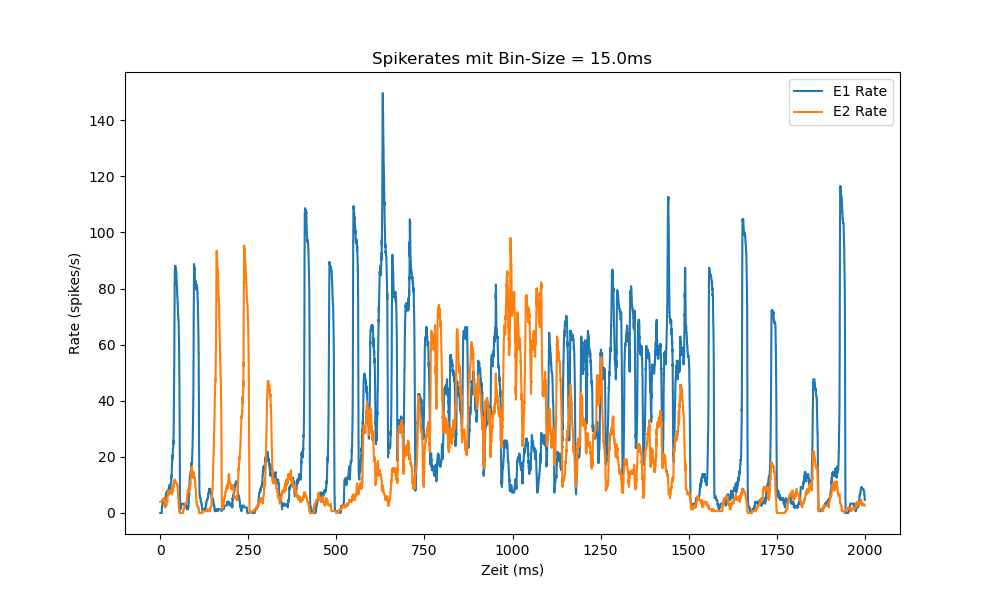 Spikerates mit Bin-Size = 15.0ms
E1 Rate
E2 Rate
140
120
100
80
60
40
20
0
Rate (spikes/s)
0 250 500 750 1000 1250 1500 1750 2000
Zeit (ms)